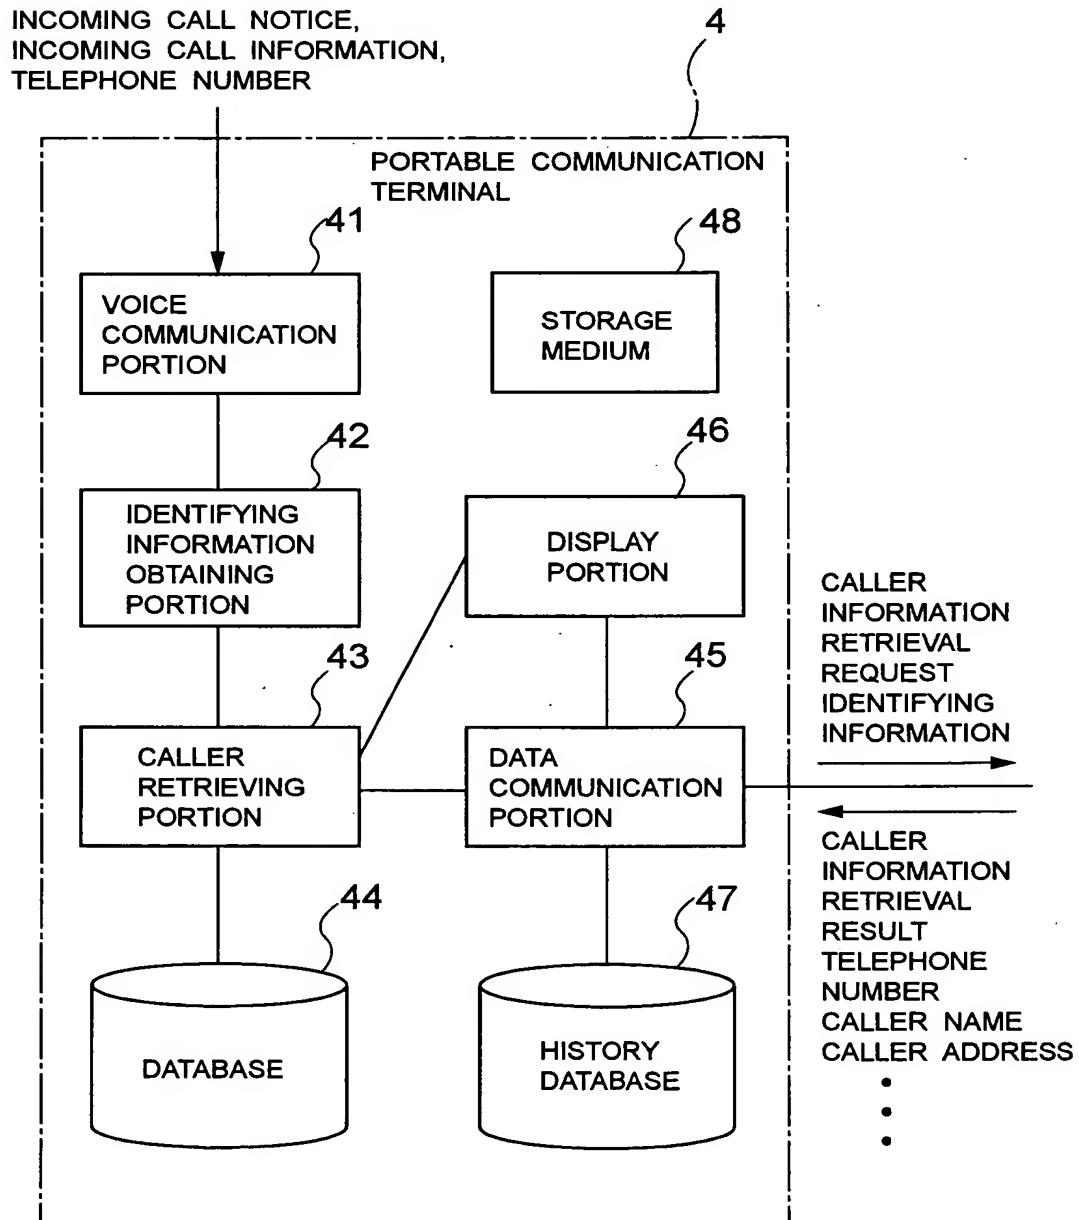 INCOMING CALL NOTICE,
INCOMING CALL INFORMATION,
TELEPHONE NUMBER
4
PORTABLE COMMUNICATION
TERMINAL
41
VOICE
COMMUNICATION
PORTION
48
STORAGE
MEDIUM
42
IDENTIFYING
INFORMATION
OBTAINING
PORTION
46
DISPLAY
PORTION
43
CALLER
RETRIEVING
PORTION
45
DATA
COMMUNICATION
PORTION
CALLER
INFORMATION
RETRIEVAL
REQUEST
IDENTIFYING
INFORMATION
CALLER
INFORMATION
RETRIEVAL
RESULT
TELEPHONE
NUMBER
CALLER NAME
CALLER ADDRESS
44
DATABASE
47
HISTORY
DATABASE